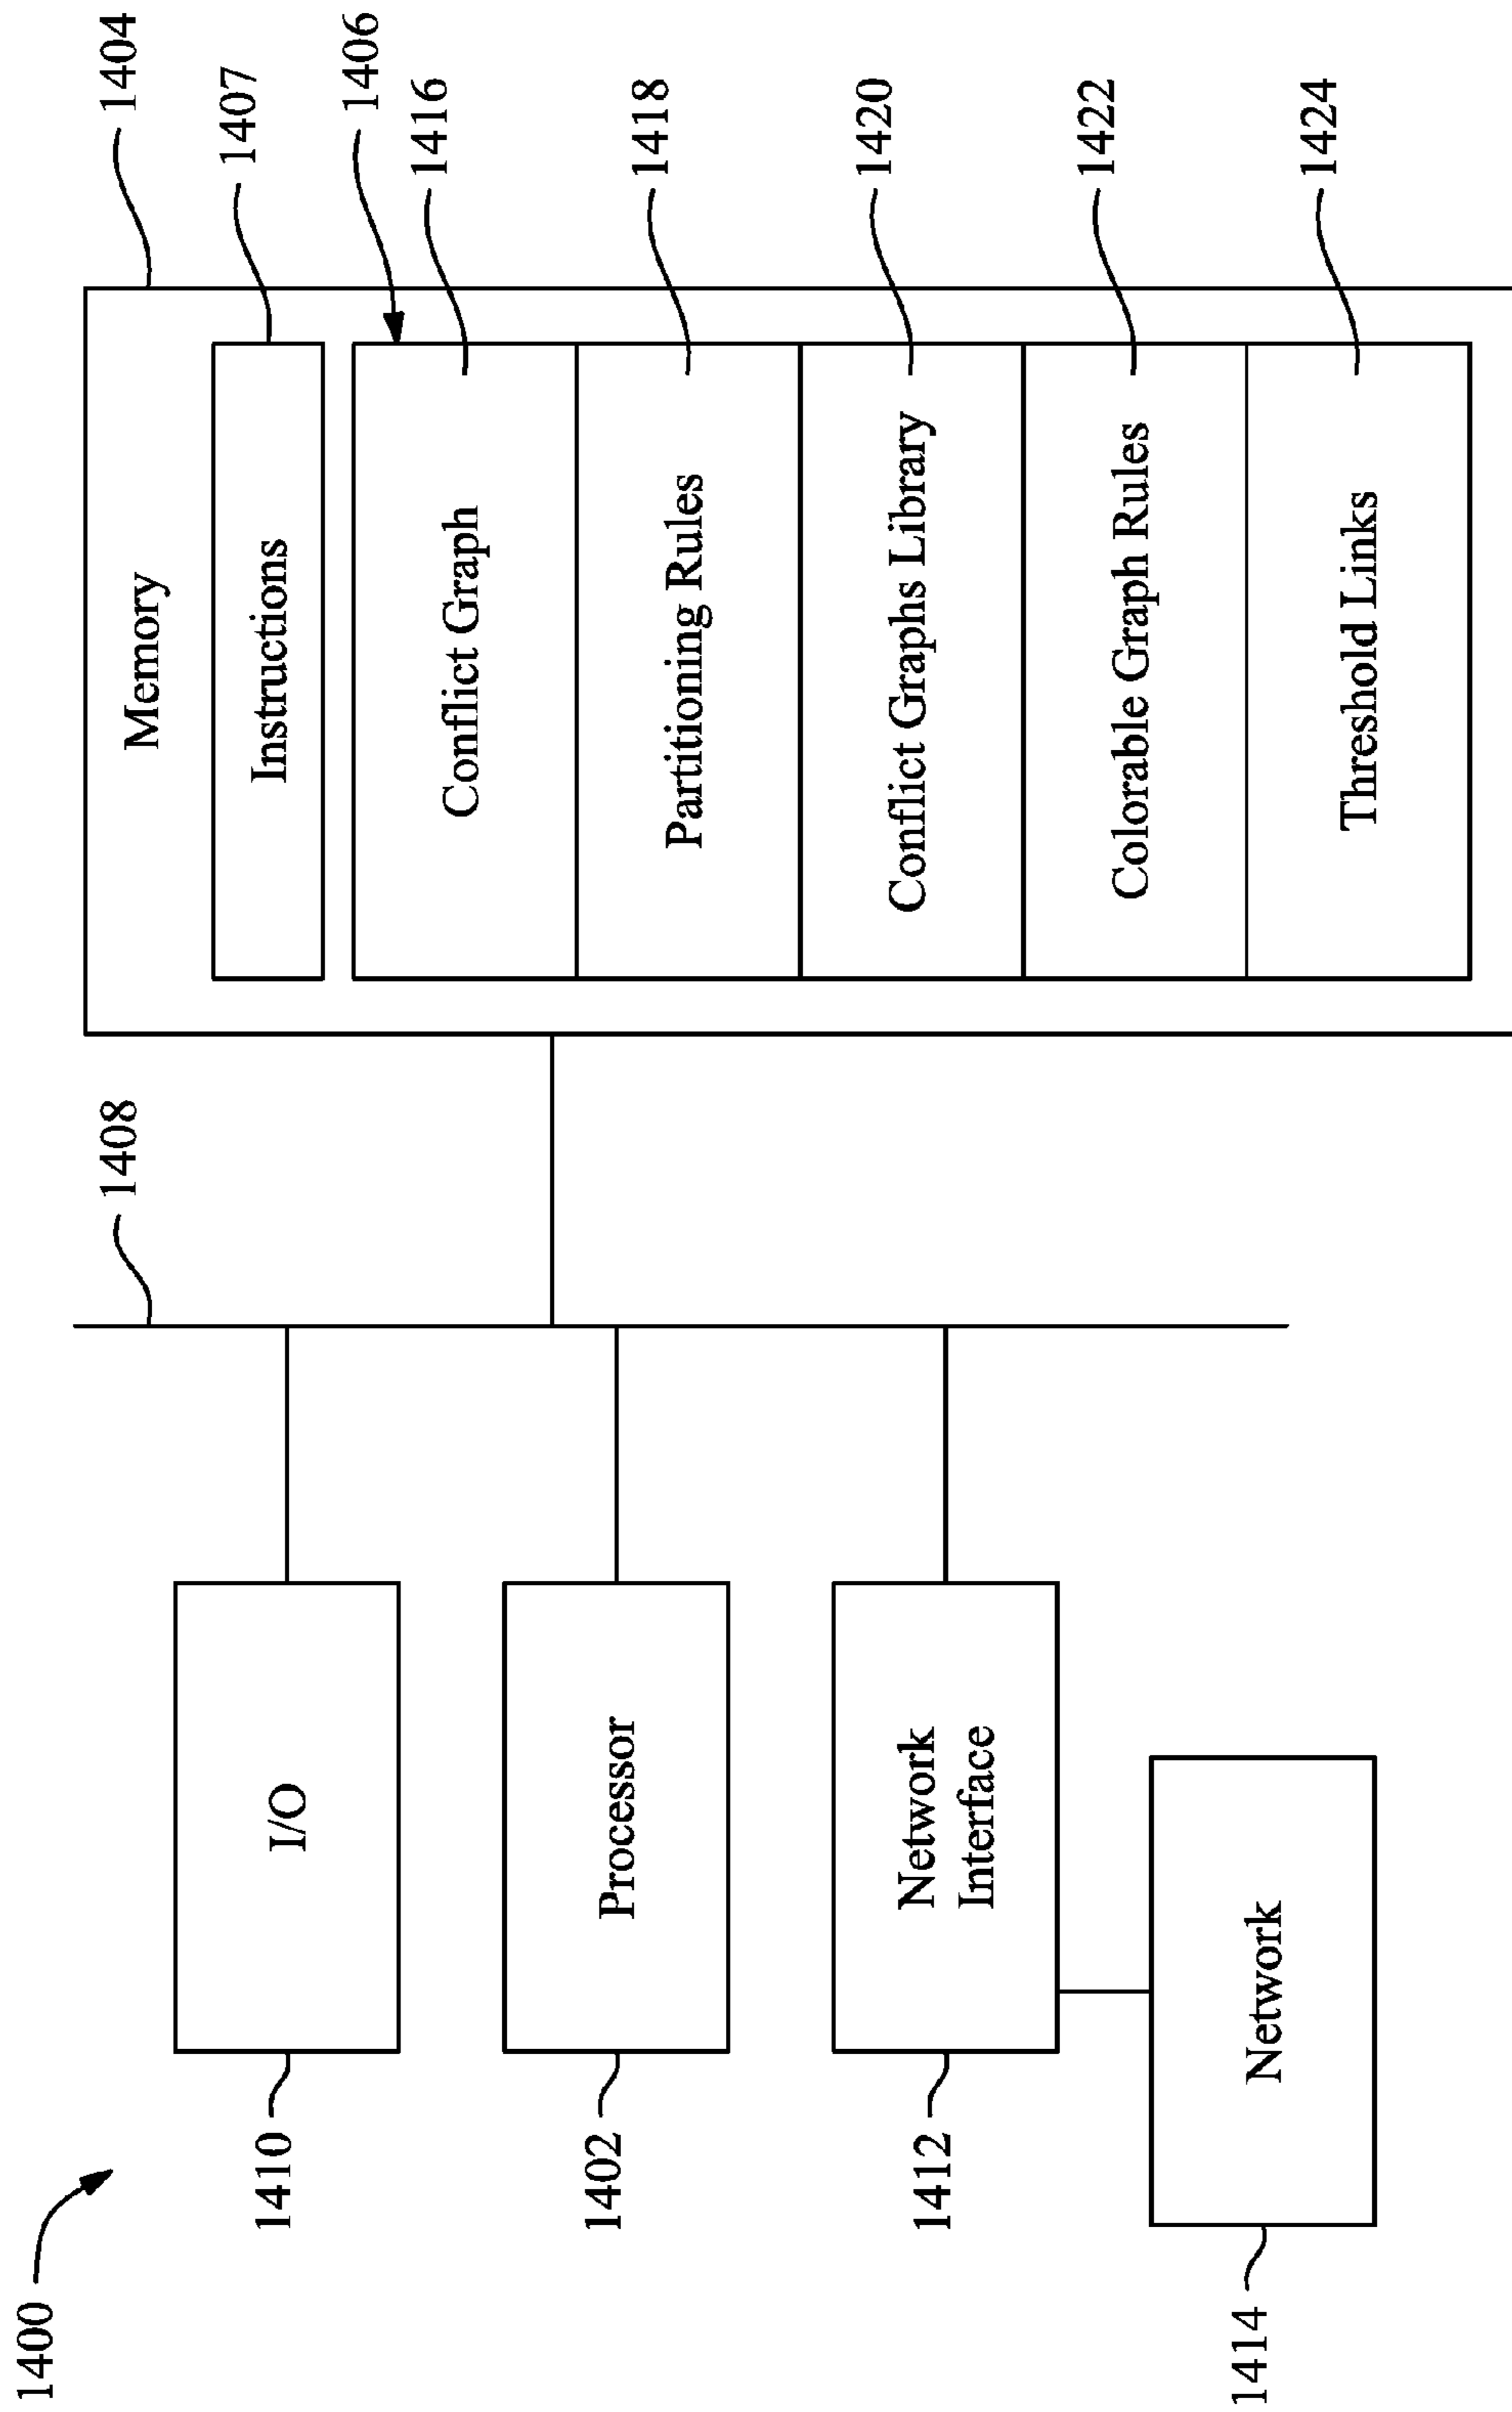 1400
1410
I/O
1402
Processor
1412
Network
Interface
1414
Network
1408
1404
Memory
1407
Instructions
1406
1416
Conflict Graph
1418
Partitioning Rules
1420
Conflict Graphs Library
1422
Colorable Graph Rules
1424
Threshold Links